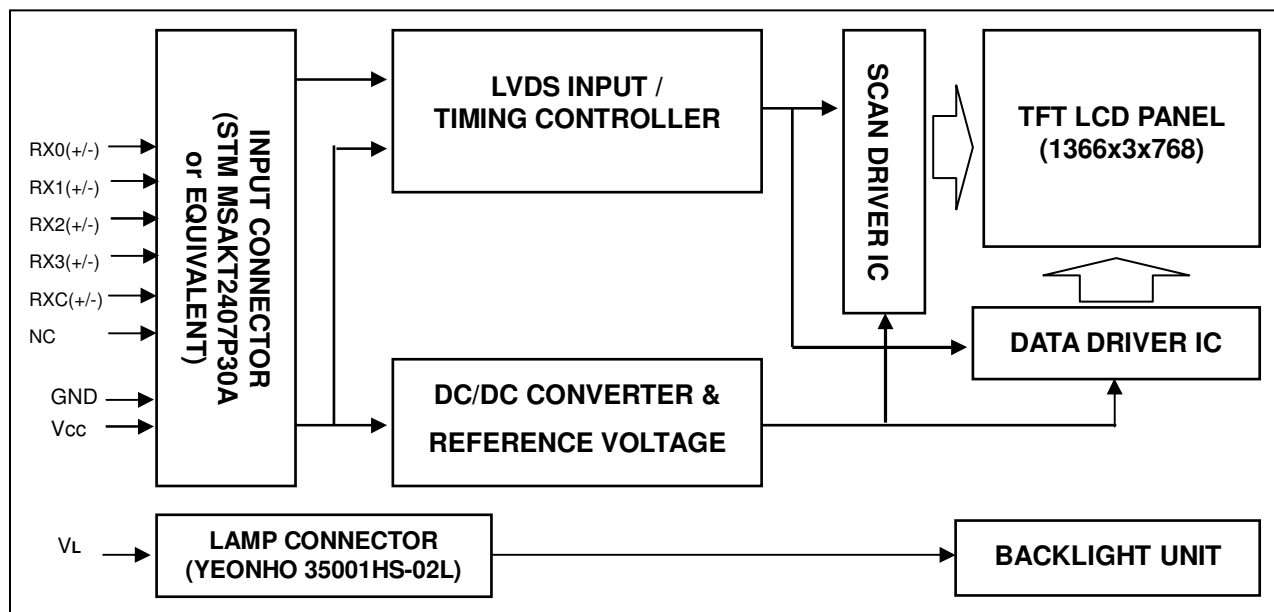 RX0(+/-)
RX1(+/-)
RX2(+/-)
RX3(+/-)
RXC(+/-)
NC
GND
Vcc
INPUT CONNECTOR
(STM MSAKT2407P30A
or EQUIVALENT)
LVDS INPUT /
TIMING CONTROLLER
DC/DC CONVERTER &
REFERENCE VOLTAGE
SCAN DRIVER IC
TFT LCD PANEL
(1366x3x768)
DATA DRIVER IC
VL
LAMP CONNECTOR
(YEONHO 35001HS-02L)
BACKLIGHT UNIT